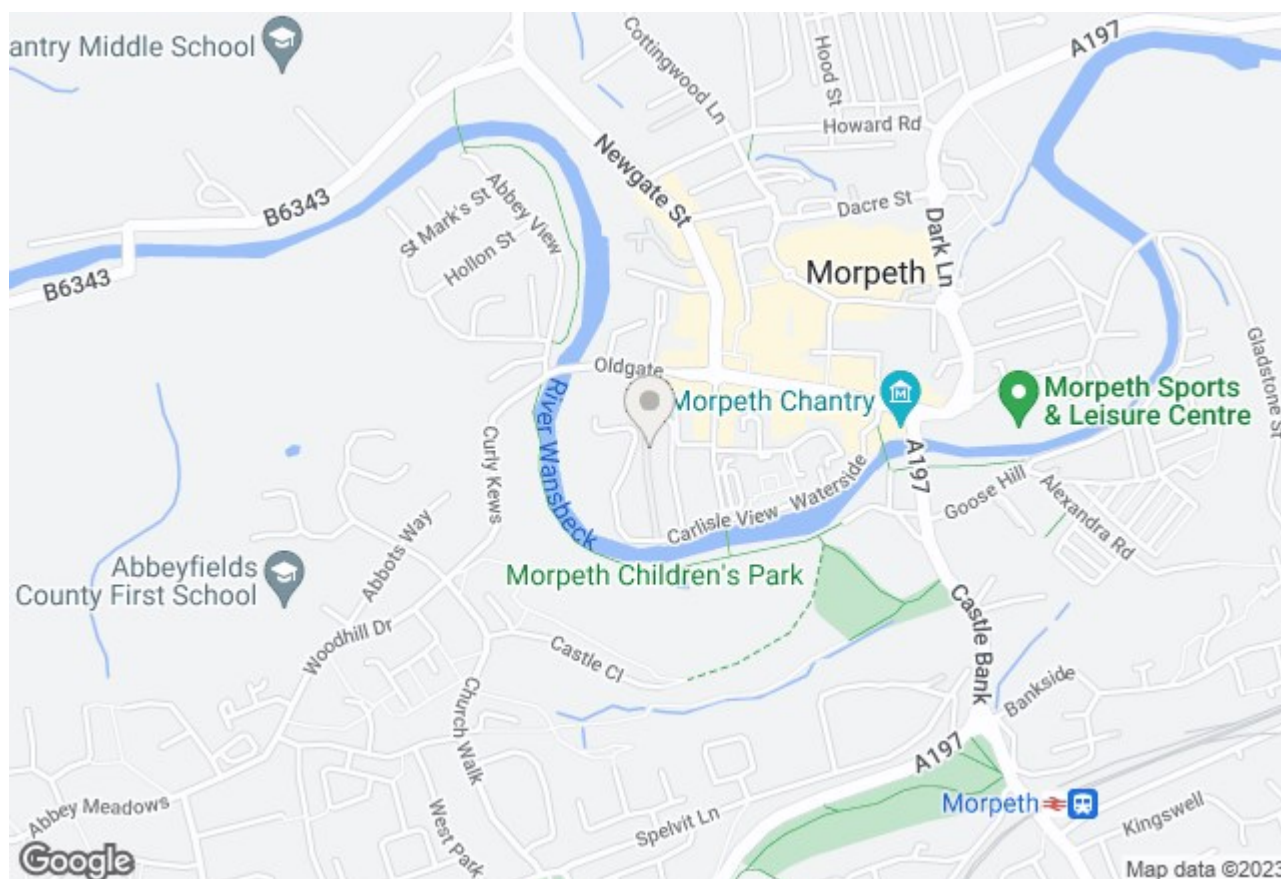 antry Middle School
Cottingwood Ln
Hood St
A197
Howard Rd
Newgate St
Abbey View
St Mark's St
Hollon St
B6343
B6343
Dacre St
Dark Ln
Morpeth
Gladstone St
Oldgate
Morpeth Chantry
Morpeth Sports
& Leisure Centre
River Wansbeck
Curly Kews
A197
Waterside
Carlisle View
Goose Hill
Alexandra Rd
Abbots Way
Abbeyfields
County First School
Morpeth Children's Park
Woodhill Dr
Castle Cl
Castle Bank
Church Walk
Bankside
A197
Abbey Meadows
West Park
Spelvit Ln
Morpeth
Kingswell
Google
Map data ©2023